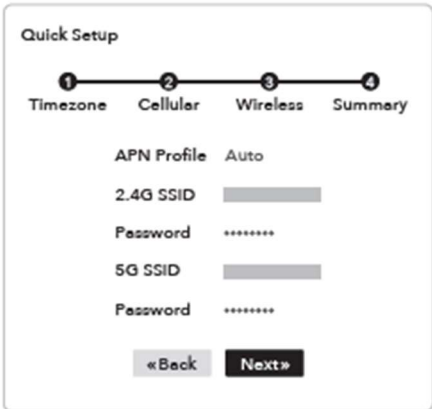 Quick Setup
1 2 3 4
Timezone Cellular Wireless Summary
APN Profile Auto
2.4G SSID
Password ••••••••
5G SSID
Password ••••••••
«Back Next»